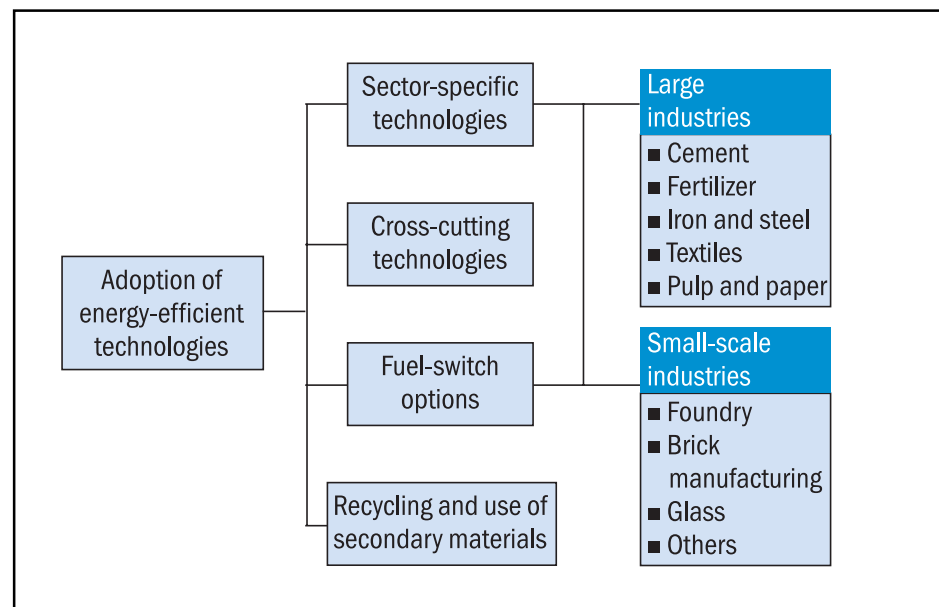 Adoption of
energy-efficient
technologies
Sector-specific
technologies
Cross-cutting
technologies
Fuel-switch
options
Recycling and use of
secondary materials
Large
industries
■ Cement
■ Fertilizer
■ Iron and steel
■ Textiles
■ Pulp and paper
Small-scale
industries
■ Foundry
■ Brick
manufacturing
■ Glass
■ Others